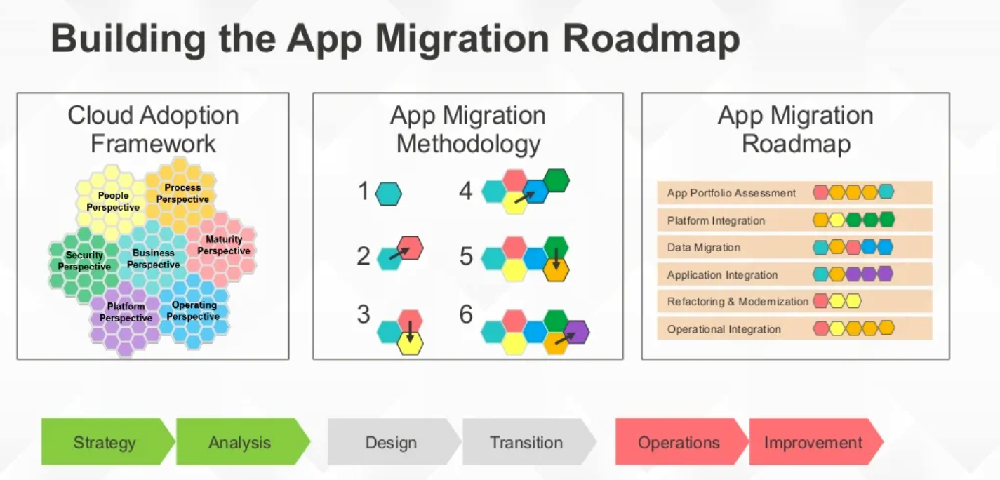 Building the App Migration Roadmap
Cloud Adoption
Framework
People
Perspective
Process
Perspective
Security
Perspective
Business
Perspective
Maturity
Perspective
Platform
Perspective
Operating
Perspective
App Migration
Methodology
1
2
3
4
5
6
App Migration
Roadmap
App Portfolio Assessment
Platform Integration
Data Migration
Application Integration
Refactoring & Modernization
Operational Integration
Strategy
Analysis
Design
Transition
Operations
Improvement